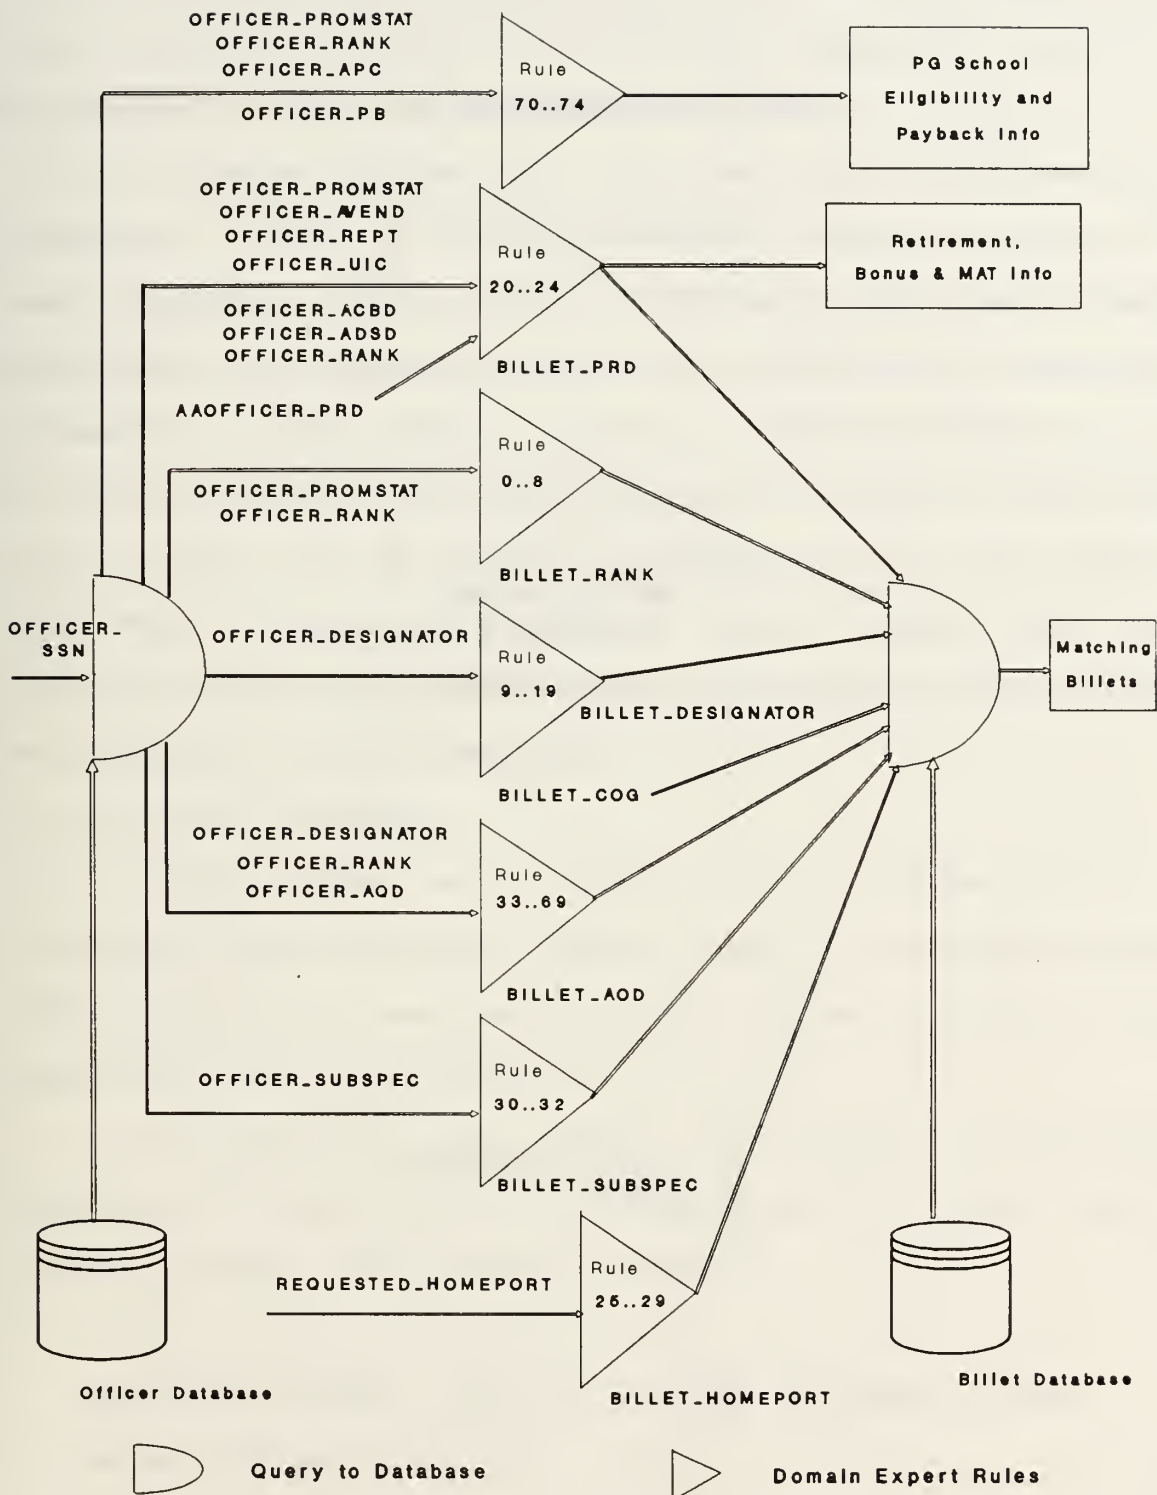 OFFICER_PROMSTAT
OFFICER_RANK
OFFICER_APC
OFFICER_PB
Rule
70..74
PG School
Eligibility and
Payback Info
OFFICER_PROMSTAT
OFFICER_AVEND
OFFICER_REPT
OFFICER_UIC
OFFICER_ACBD
OFFICER_ADSD
OFFICER_RANK
AAOFFICER_PRD
Rule
20..24
BILLET_PRD
Retirement,
Bonus & MAT Info
OFFICER_PROMSTAT
OFFICER_RANK
Rule
0..8
BILLET_RANK
OFFICER_
SSN
OFFICER_DESIGNATOR
Rule
9..19
BILLET_DESIGNATOR
Matching
Billets
BILLET_COG
OFFICER_DESIGNATOR
OFFICER_RANK
OFFICER_AQD
Rule
33..69
BILLET_AQD
OFFICER_SUBSPEC
Rule
30..32
BILLET_SUBSPEC
REQUESTED_HOMEPORT
Rule
25..29
BILLET_HOMEPORT
Officer Database
Billet Database
Query to Database
Domain Expert Rules